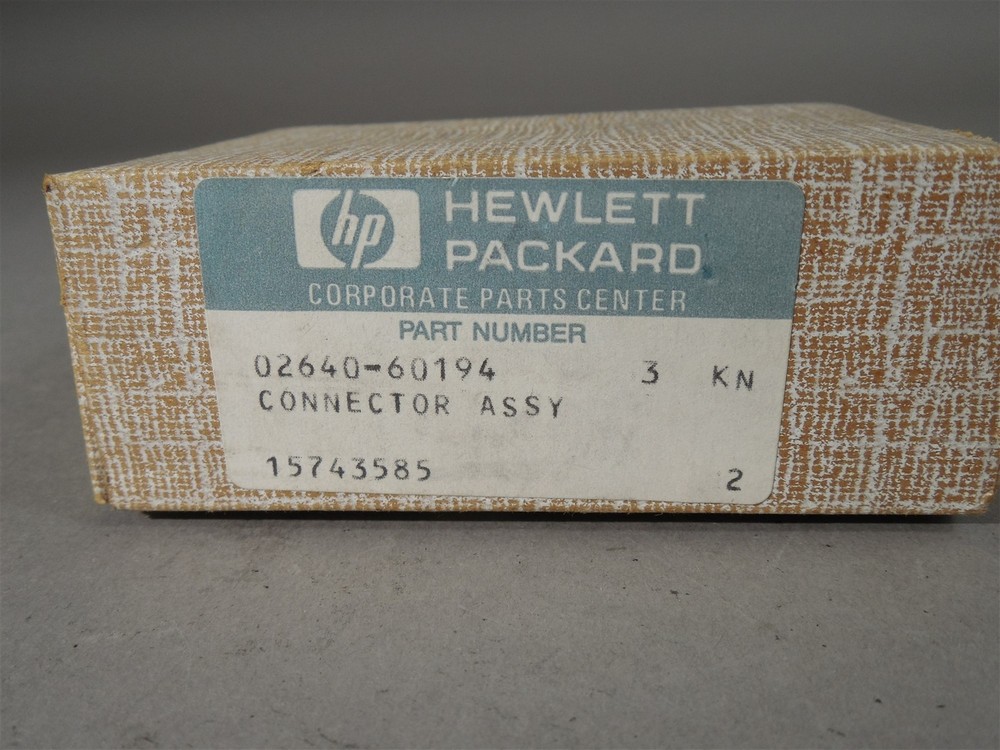 hp HEWLETT
PACKARD
CORPORATE PARTS CENTER
PART NUMBER
02640-60194 3 KN
CONNECTOR ASSY
15743585 2